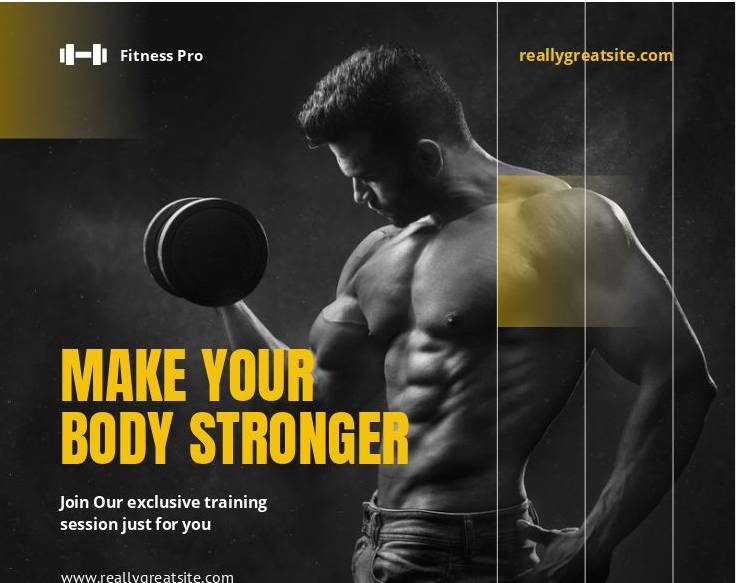 Fitness Pro
reallygreatsite.com
MAKE YOUR
BODY STRONGER
Join Our exclusive training
session just for you
www.reallygreatsite.com